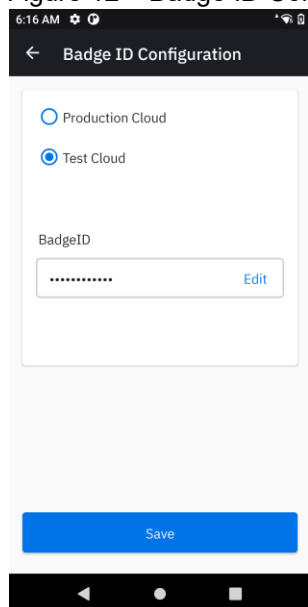 6:16 AM
Badge ID Configuration
Production Cloud
Test Cloud
BadgeID
••••••••••••
Edit
Save